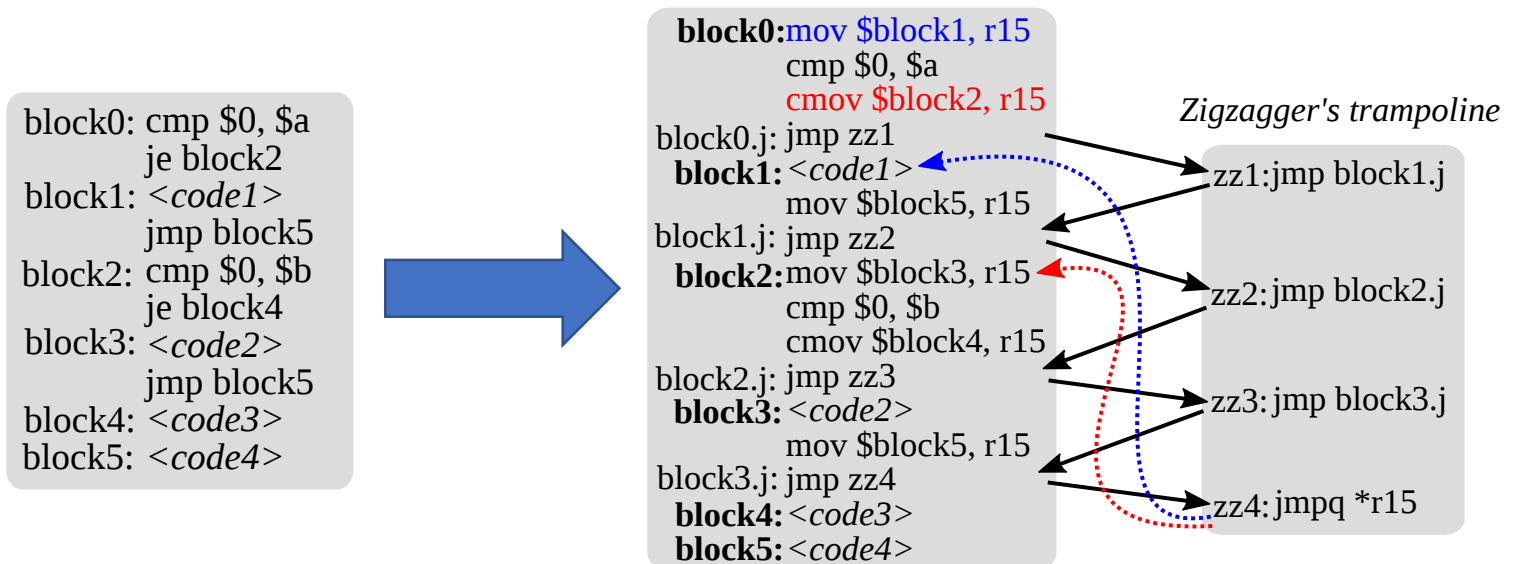 block0: cmp $0, $a
je block2
block1: <code1>
jmp block5
block2: cmp $0, $b
je block4
block3: <code2>
jmp block5
block4: <code3>
block5: <code4>
block0: mov $block1, r15
cmp $0, $a
cmov $block2, r15
block0.j: jmp zz1
block1: <code1>
mov $block5, r15
block1.j: jmp zz2
block2: mov $block3, r15
cmp $0, $b
cmov $block4, r15
block2.j: jmp zz3
block3: <code2>
mov $block5, r15
block3.j: jmp zz4
block4: <code3>
block5: <code4>
Zigzagger's trampoline
zz1: jmp block1.j
zz2: jmp block2.j
zz3: jmp block3.j
zz4: jmpq *r15